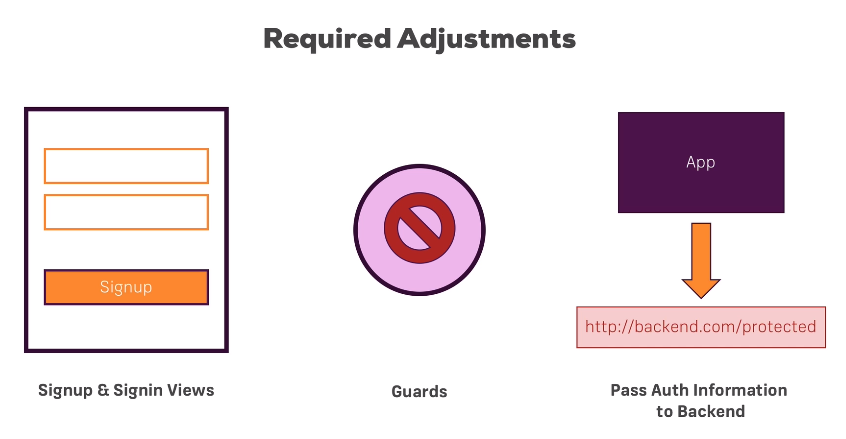 Required Adjustments
Signup
Signup & Signin Views
Guards
App
http://backend.com/protected
Pass Auth Information
to Backend